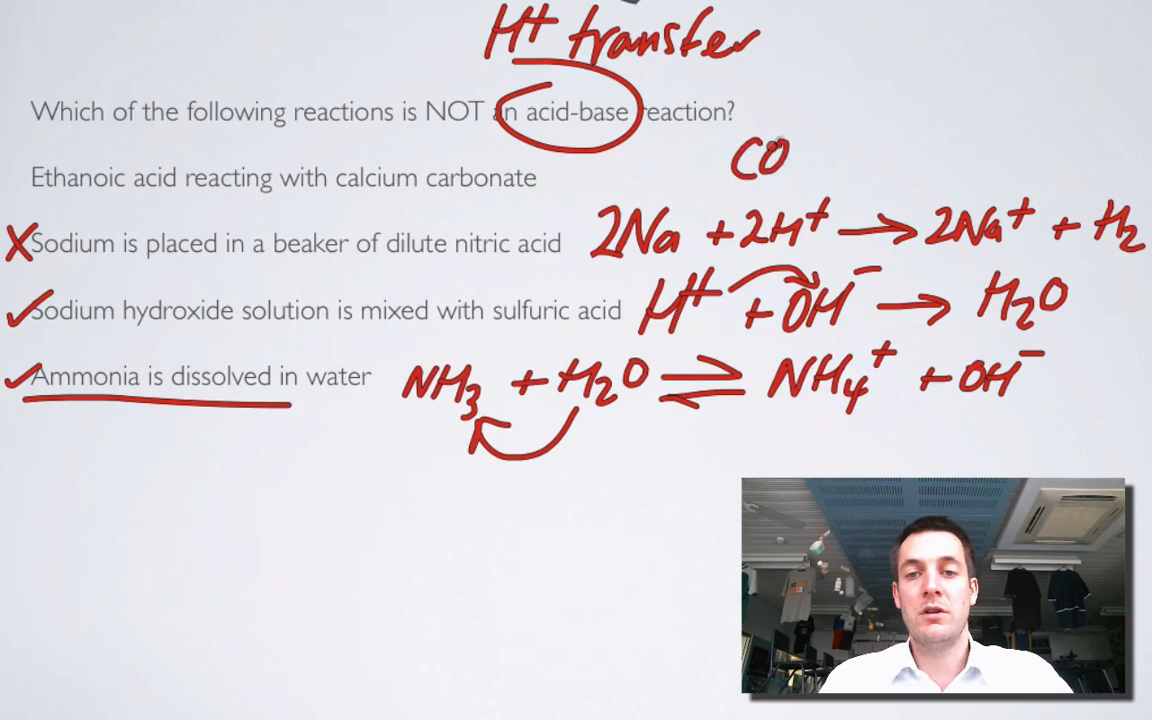 H+ transfer
Which of the following reactions is NOT an acid-base reaction?
Ethanoic acid reacting with calcium carbonate
CO
Sodium is placed in a beaker of dilute nitric acid 2Na + 2H⁺ → 2Na⁺ + H₂
Sodium hydroxide solution is mixed with sulfuric acid H⁺ + OH⁻ → H₂O
Ammonia is dissolved in water NH₃ + H₂O ⇌ NH₄⁺ + OH⁻